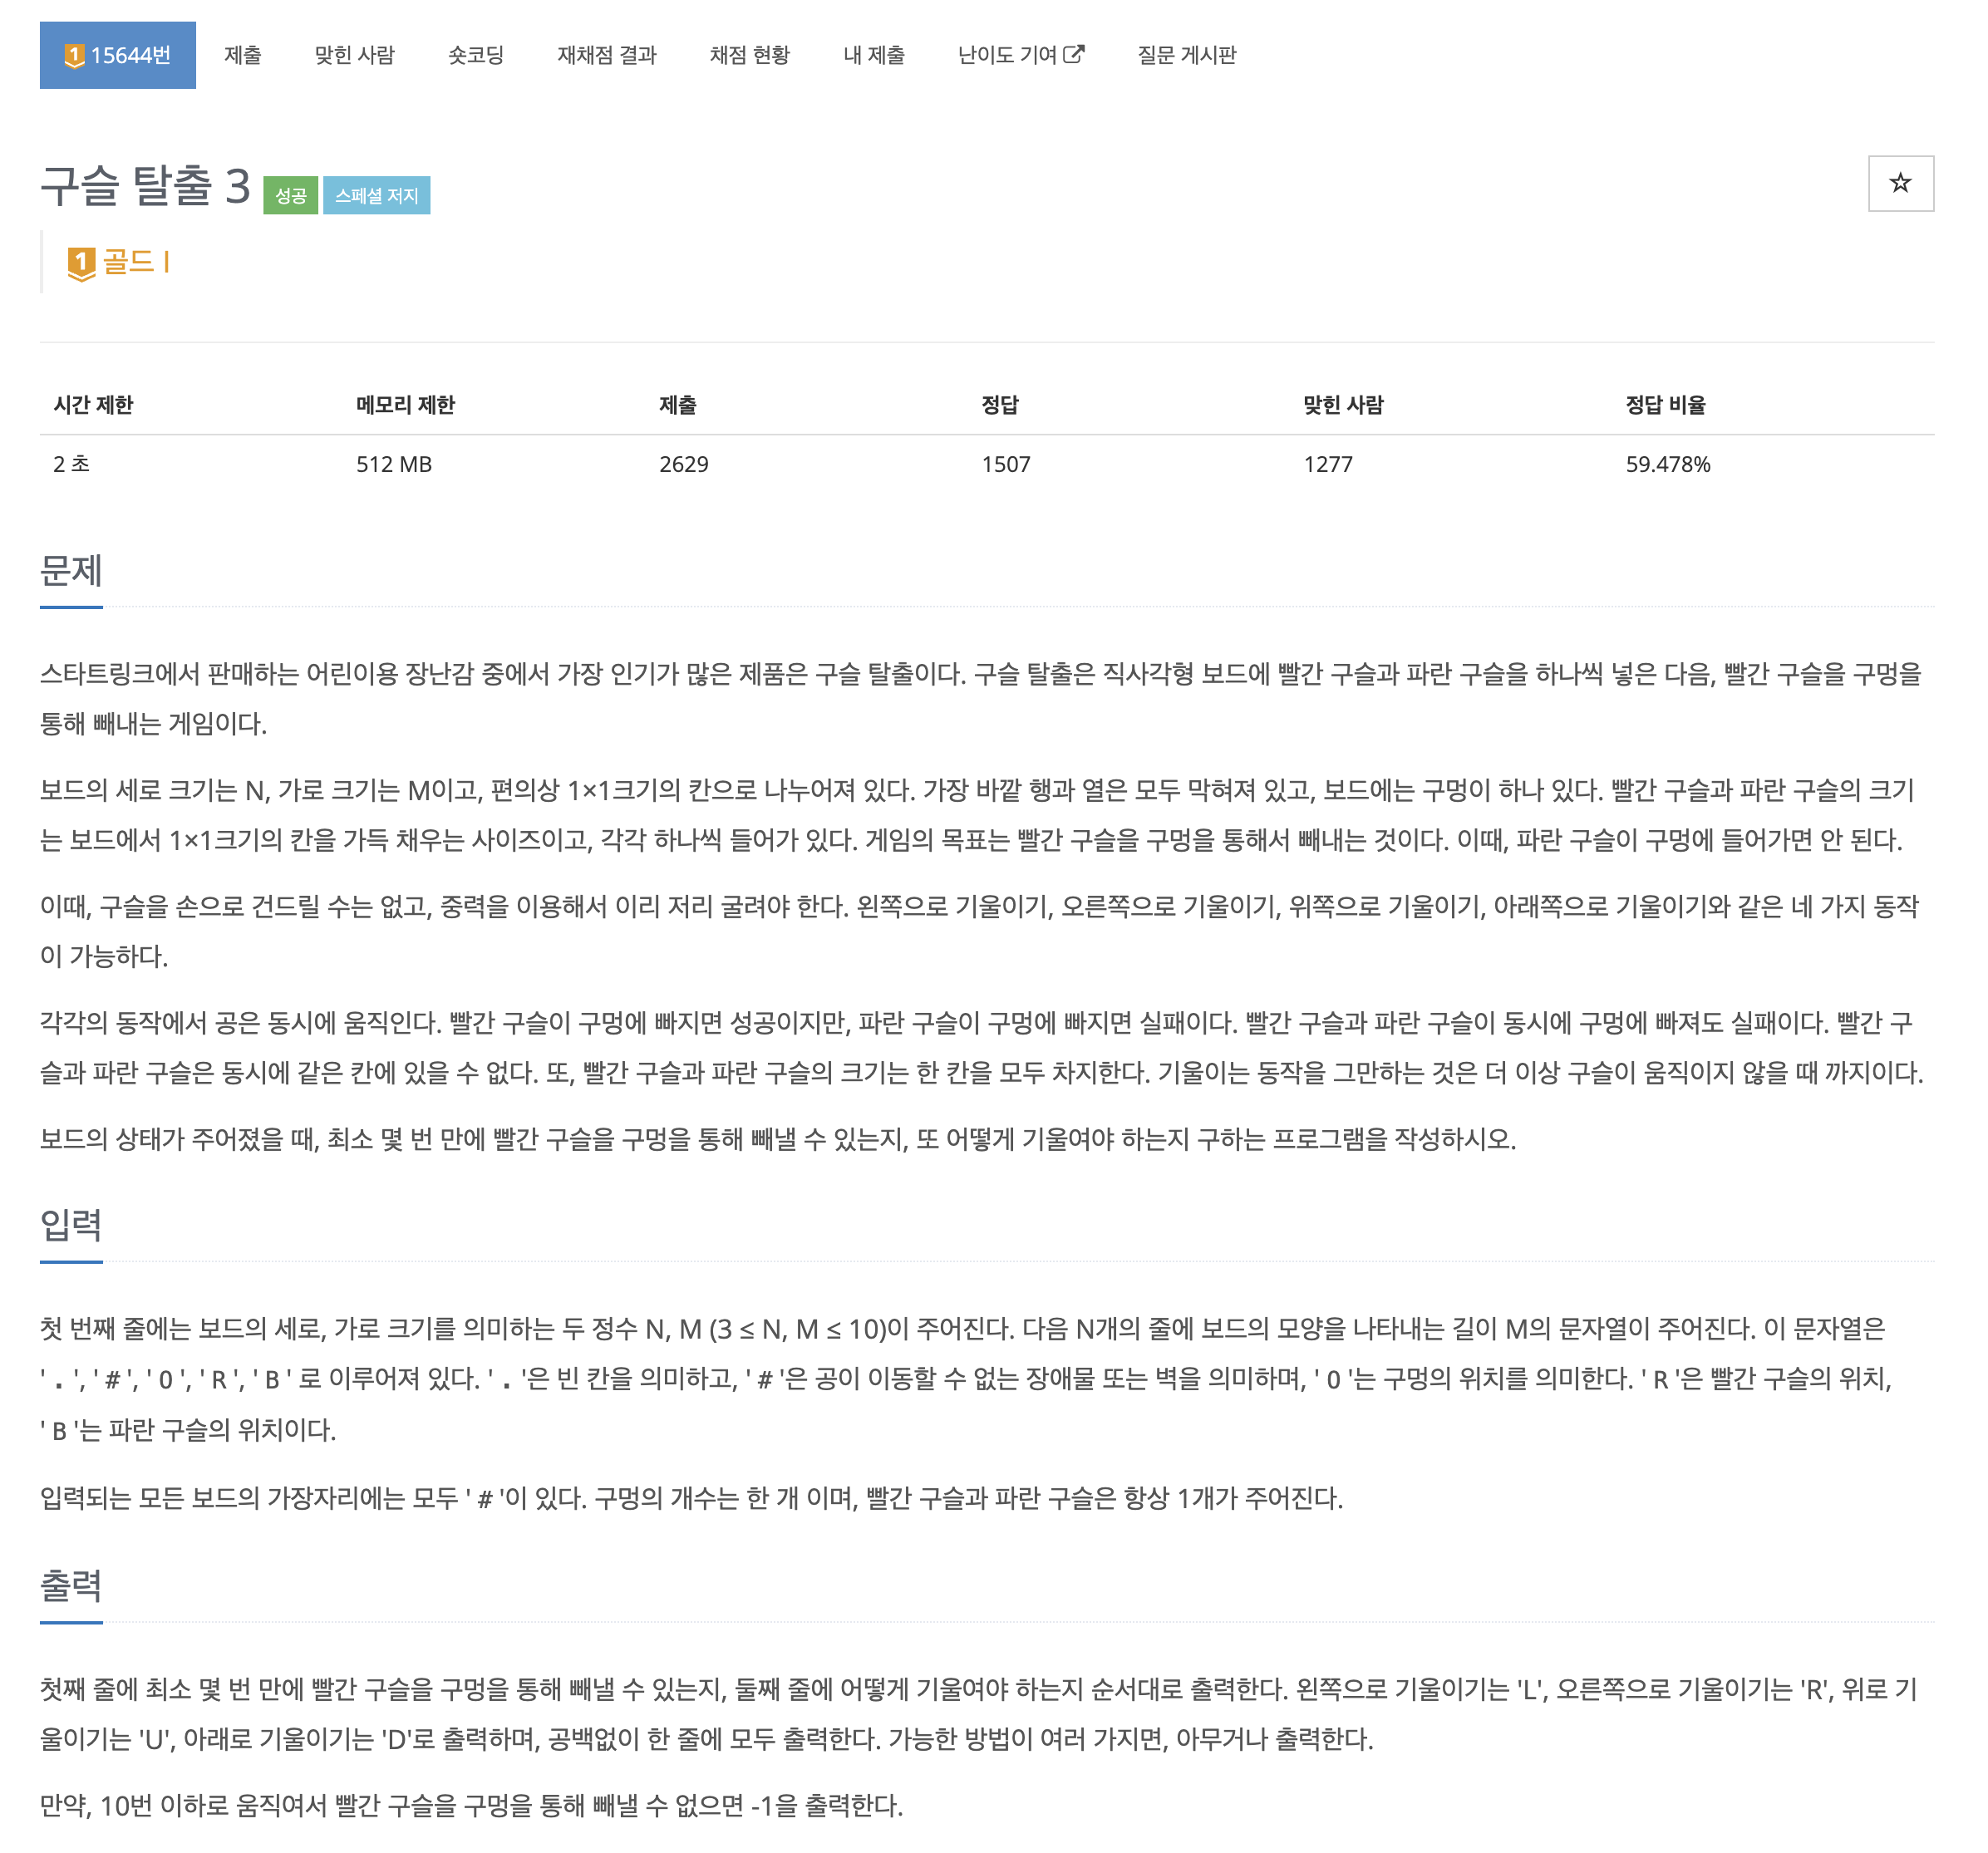 1 15644번 제출 맞힌 사람 숏코딩 재채점 결과 채점 현황 내 제출 난이도 기여 질문 게시판
구슬 탈출 3 성공 스페셜 저지
☆
1 골드 I
시간 제한 메모리 제한 제출 정답 맞힌 사람 정답 비율
2 초 512 MB 2629 1507 1277 59.478%
문제
스타트링크에서 판매하는 어린이용 장난감 중에서 가장 인기가 많은 제품은 구슬 탈출이다. 구슬 탈출은 직사각형 보드에 빨간 구슬과 파란 구슬을 하나씩 넣은 다음, 빨간 구슬을 구멍을
통해 빼내는 게임이다.
보드의 세로 크기는 N, 가로 크기는 M이고, 편의상 1×1크기의 칸으로 나누어져 있다. 가장 바깥 행과 열은 모두 막혀져 있고, 보드에는 구멍이 하나 있다. 빨간 구슬과 파란 구슬의 크기
는 보드에서 1×1크기의 칸을 가득 채우는 사이즈이고, 각각 하나씩 들어가 있다. 게임의 목표는 빨간 구슬을 구멍을 통해서 빼내는 것이다. 이때, 파란 구슬이 구멍에 들어가면 안 된다.
이때, 구슬을 손으로 건드릴 수는 없고, 중력을 이용해서 이리 저리 굴려야 한다. 왼쪽으로 기울이기, 오른쪽으로 기울이기, 위쪽으로 기울이기, 아래쪽으로 기울이기와 같은 네 가지 동작
이 가능하다.
각각의 동작에서 공은 동시에 움직인다. 빨간 구슬이 구멍에 빠지면 성공이지만, 파란 구슬이 구멍에 빠지면 실패이다. 빨간 구슬과 파란 구슬이 동시에 구멍에 빠져도 실패이다. 빨간 구
슬과 파란 구슬은 동시에 같은 칸에 있을 수 없다. 또, 빨간 구슬과 파란 구슬의 크기는 한 칸을 모두 차지한다. 기울이는 동작을 그만하는 것은 더 이상 구슬이 움직이지 않을 때 까지이다.
보드의 상태가 주어졌을 때, 최소 몇 번 만에 빨간 구슬을 구멍을 통해 빼낼 수 있는지, 또 어떻게 기울여야 하는지 구하는 프로그램을 작성하시오.
입력
첫 번째 줄에는 보드의 세로, 가로 크기를 의미하는 두 정수 N, M (3 ≤ N, M ≤ 10)이 주어진다. 다음 N개의 줄에 보드의 모양을 나타내는 길이 M의 문자열이 주어진다. 이 문자열은
' . ', ' # ', ' O ', ' R ', ' B ' 로 이루어져 있다. ' . '은 빈 칸을 의미하고, ' # '은 공이 이동할 수 없는 장애물 또는 벽을 의미하며, ' O '는 구멍의 위치를 의미한다. ' R '은 빨간 구슬의 위치,
' B '는 파란 구슬의 위치이다.
입력되는 모든 보드의 가장자리에는 모두 ' # '이 있다. 구멍의 개수는 한 개 이며, 빨간 구슬과 파란 구슬은 항상 1개가 주어진다.
출력
첫째 줄에 최소 몇 번 만에 빨간 구슬을 구멍을 통해 빼낼 수 있는지, 둘째 줄에 어떻게 기울여야 하는지 순서대로 출력한다. 왼쪽으로 기울이기는 'L', 오른쪽으로 기울이기는 'R', 위로 기
울이기는 'U', 아래로 기울이기는 'D'로 출력하며, 공백없이 한 줄에 모두 출력한다. 가능한 방법이 여러 가지면, 아무거나 출력한다.
만약, 10번 이하로 움직여서 빨간 구슬을 구멍을 통해 빼낼 수 없으면 -1을 출력한다.